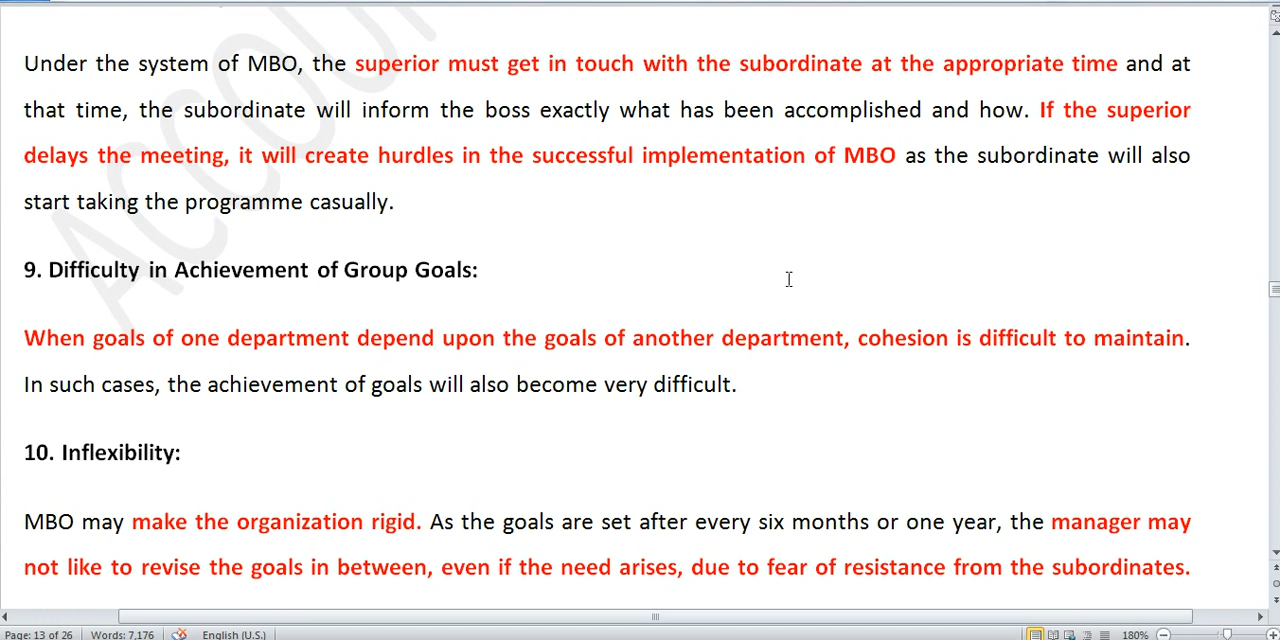 Under the system of MBO, the superior must get in touch with the subordinate at the appropriate time and at
that time, the subordinate will inform the boss exactly what has been accomplished and how. If the superior
delays the meeting, it will create hurdles in the successful implementation of MBO as the subordinate will also
start taking the programme casually.
9. Difficulty in Achievement of Group Goals:
When goals of one department depend upon the goals of another department, cohesion is difficult to maintain.
In such cases, the achievement of goals will also become very difficult.
10. Inflexibility:
MBO may make the organization rigid. As the goals are set after every six months or one year, the manager may
not like to revise the goals in between, even if the need arises, due to fear of resistance from the subordinates.
Page: 13 of 26 Words: 7,176 English (U.S.) 180%